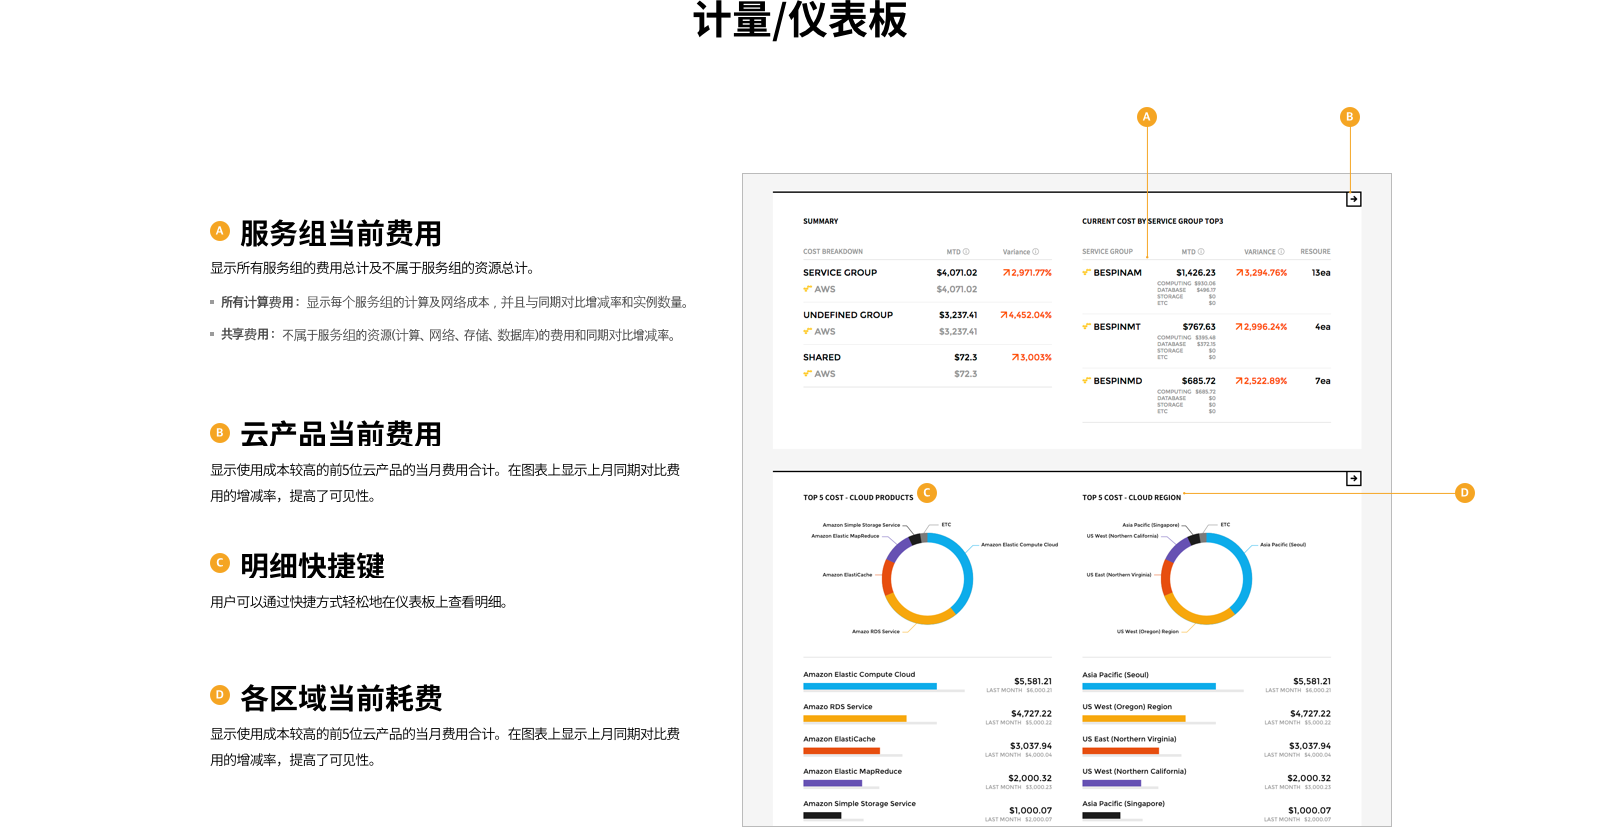 计量/仪表板
A 服务组当前费用
显示所有服务组的费用总计及不属于服务组的资源总计。
所有计算费用： 显示每个服务组的计算及网络成本，并且与同期对比增减率和实例数量。
共享费用： 不属于服务组的资源(计算、网络、存储、数据库)的费用和同期对比增减率。
B 云产品当前费用
显示使用成本较高的前5位云产品的当月费用合计。在图表上显示上月同期对比费
用的增减率，提高了可见性。
C 明细快捷键
用户可以通过快捷方式轻松地在仪表板上查看明细。
D 各区域当前耗费
显示使用成本较高的前5位云产品的当月费用合计。在图表上显示上月同期对比费
用的增减率，提高了可见性。
A B
SUMMARY
COST BREAKDOWN MTD Variance
SERVICE GROUP $4,071.02 2,971.77%
AWS $4,071.02
UNDEFINED GROUP $3,237.41 4,452.04%
AWS $3,237.41
SHARED $72.3 3,003%
AWS $72.3
CURRENT COST BY SERVICE GROUP TOP3
SERVICE GROUP MTD VARIANCE RESOURE
BESPINAM $1,426.23 3,294.76% 13ea
COMPUTING $930.06
DATABASE $496.17
STORAGE $0
ETC $0
BESPINMT $767.63 2,996.24% 4ea
COMPUTING $395.48
DATABASE $372.15
STORAGE $0
ETC $0
BESPINMD $685.72 2,522.89% 7ea
COMPUTING $685.72
DATABASE $0
STORAGE $0
ETC $0
TOP 5 COST - CLOUD PRODUCTS C
Amazon Simple Storage Service
ETC
Amazon Elastic MapReduce
Amazon Elastic Compute Cloud
Amazon ElastiCache
Amazo RDS Service
Amazon Elastic Compute Cloud
$5,581.21
LAST MONTH $6,000.21
Amazo RDS Service
$4,727.22
LAST MONTH $5,000.22
Amazon ElastiCache
$3,037.94
LAST MONTH $4,000.04
Amazon Elastic MapReduce
$2,000.32
LAST MONTH $3,000.23
Amazon Simple Storage Service
$1,000.07
LAST MONTH $2,000.07
TOP 5 COST - CLOUD REGION D
Asia Pacific (Singapore)
ETC
US West (Northern California)
Asia Pacific (Seoul)
US East (Northern Virginia)
US West (Oregon) Region
Asia Pacific (Seoul)
$5,581.21
LAST MONTH $6,000.21
US West (Oregon) Region
$4,727.22
LAST MONTH $5,000.22
US East (Northern Virginia)
$3,037.94
LAST MONTH $4,000.04
US West (Northern California)
$2,000.32
LAST MONTH $3,000.23
Asia Pacific (Singapore)
$1,000.07
LAST MONTH $2,000.07